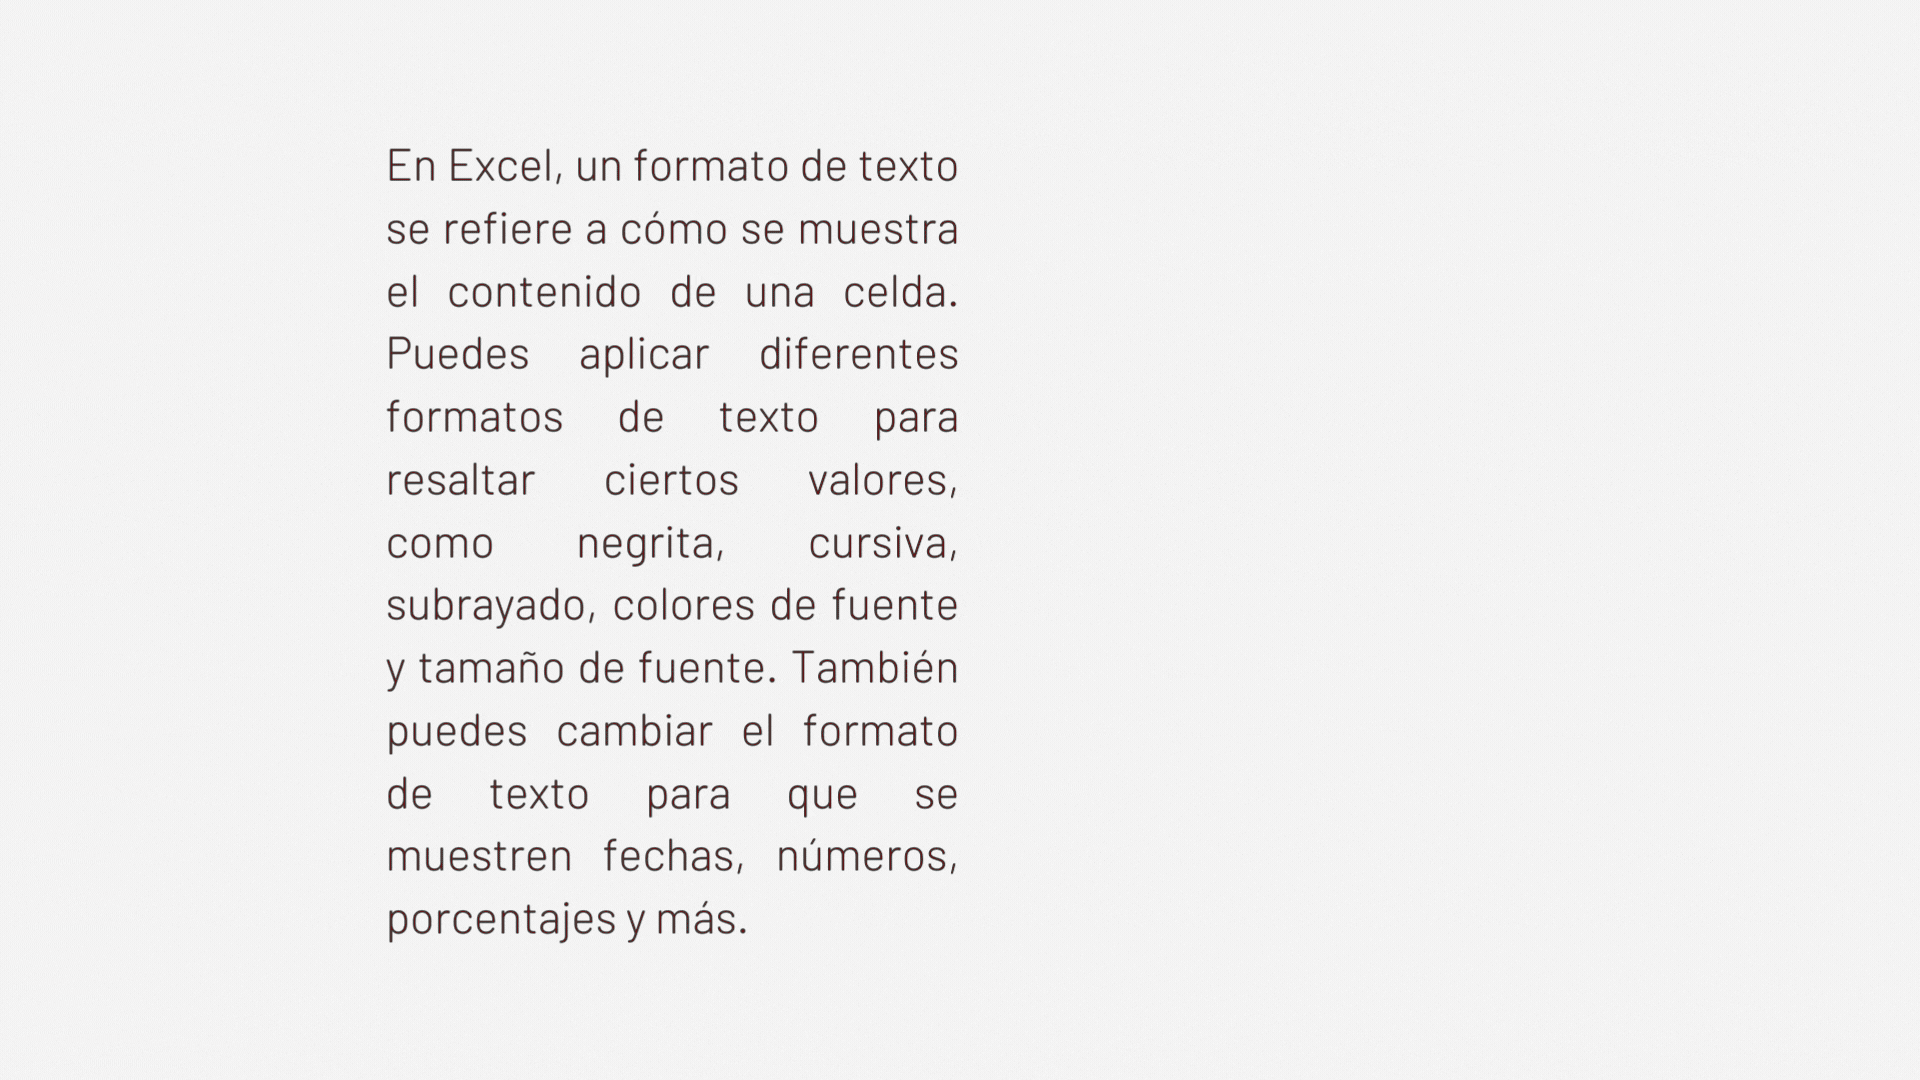 En Excel, un formato de texto
se refiere a cómo se muestra
el contenido de una celda.
Puedes aplicar diferentes
formatos de texto para
resaltar ciertos valores,
como negrita, cursiva,
subrayado, colores de fuente
y tamaño de fuente. También
puedes cambiar el formato
de texto para que se
muestren fechas, números,
porcentajes y más.